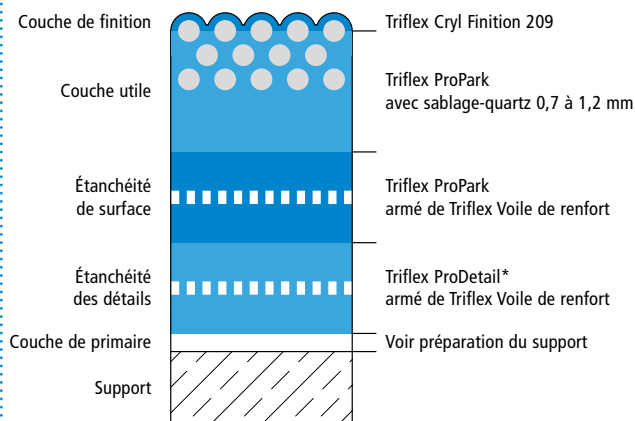 Couche de finition
Triflex Cryl Finition 209
Couche utile
Triflex ProPark
avec sablage-quartz 0,7 à 1,2 mm
Étanchéité
de surface
Triflex ProPark
armé de Triflex Voile de renfort
Étanchéité
des détails
Triflex ProDetail*
armé de Triflex Voile de renfort
Couche de primaire
Voir préparation du support
Support